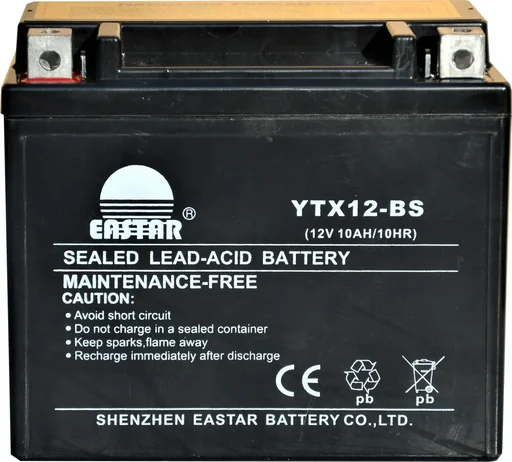 EASTAR ®
YTX12-BS
(12V 10AH/10HR)
SEALED LEAD-ACID BATTERY
MAINTENANCE-FREE
CAUTION:
• Avoid short circuit
• Do not charge in a sealed container
• Keep sparks,flame away
• Recharge immediately after discharge
CE
pb pb
SHENZHEN EASTAR BATTERY CO.,LTD.